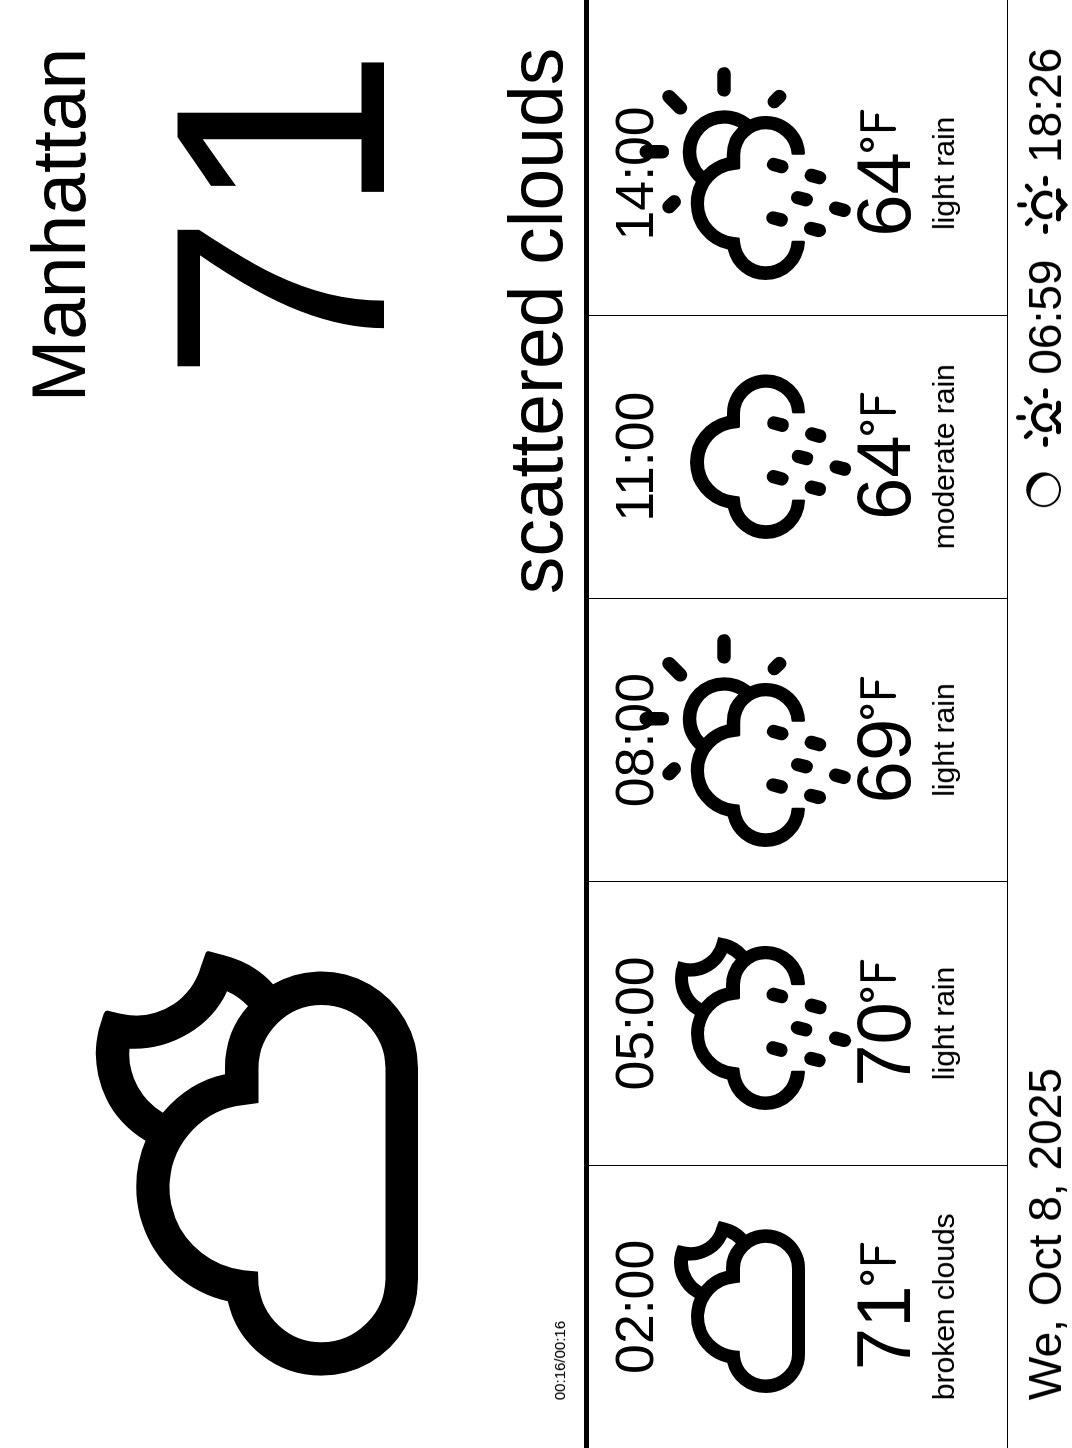 Manhattan
71
scattered clouds
00:16/00:16
02:00
71°F
broken clouds
05:00
70°F
light rain
08:00
69°F
light rain
11:00
64°F
moderate rain
14:00
64°F
light rain
We, Oct 8, 2025
06:59 18:26